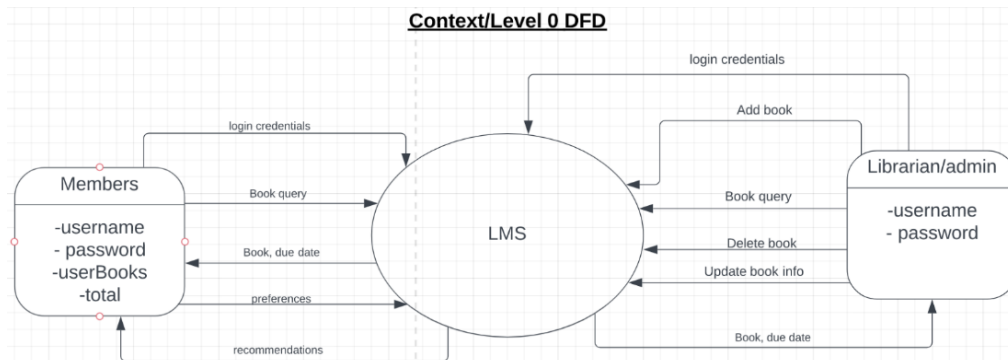 Context/Level 0 DFD
login credentials
Add book
login credentials
Members
-username
- password
-userBooks
-total
Book query
Book, due date
preferences
recommendations
LMS
Librarian/admin
-username
- password
Book query
Delete book
Update book info
Book, due date